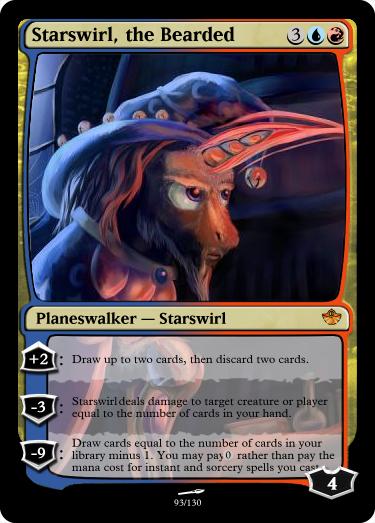 Starswirl, the Bearded 3
Planeswalker — Starswirl
+2: Draw up to two cards, then discard two cards.
-3: Starswirl deals damage to target creature or player
equal to the number of cards in your hand.
-9: Draw cards equal to the number of cards in your
library minus 1. You may pay 0 rather than pay the
mana cost for instant and sorcery spells you cast
4
93/130